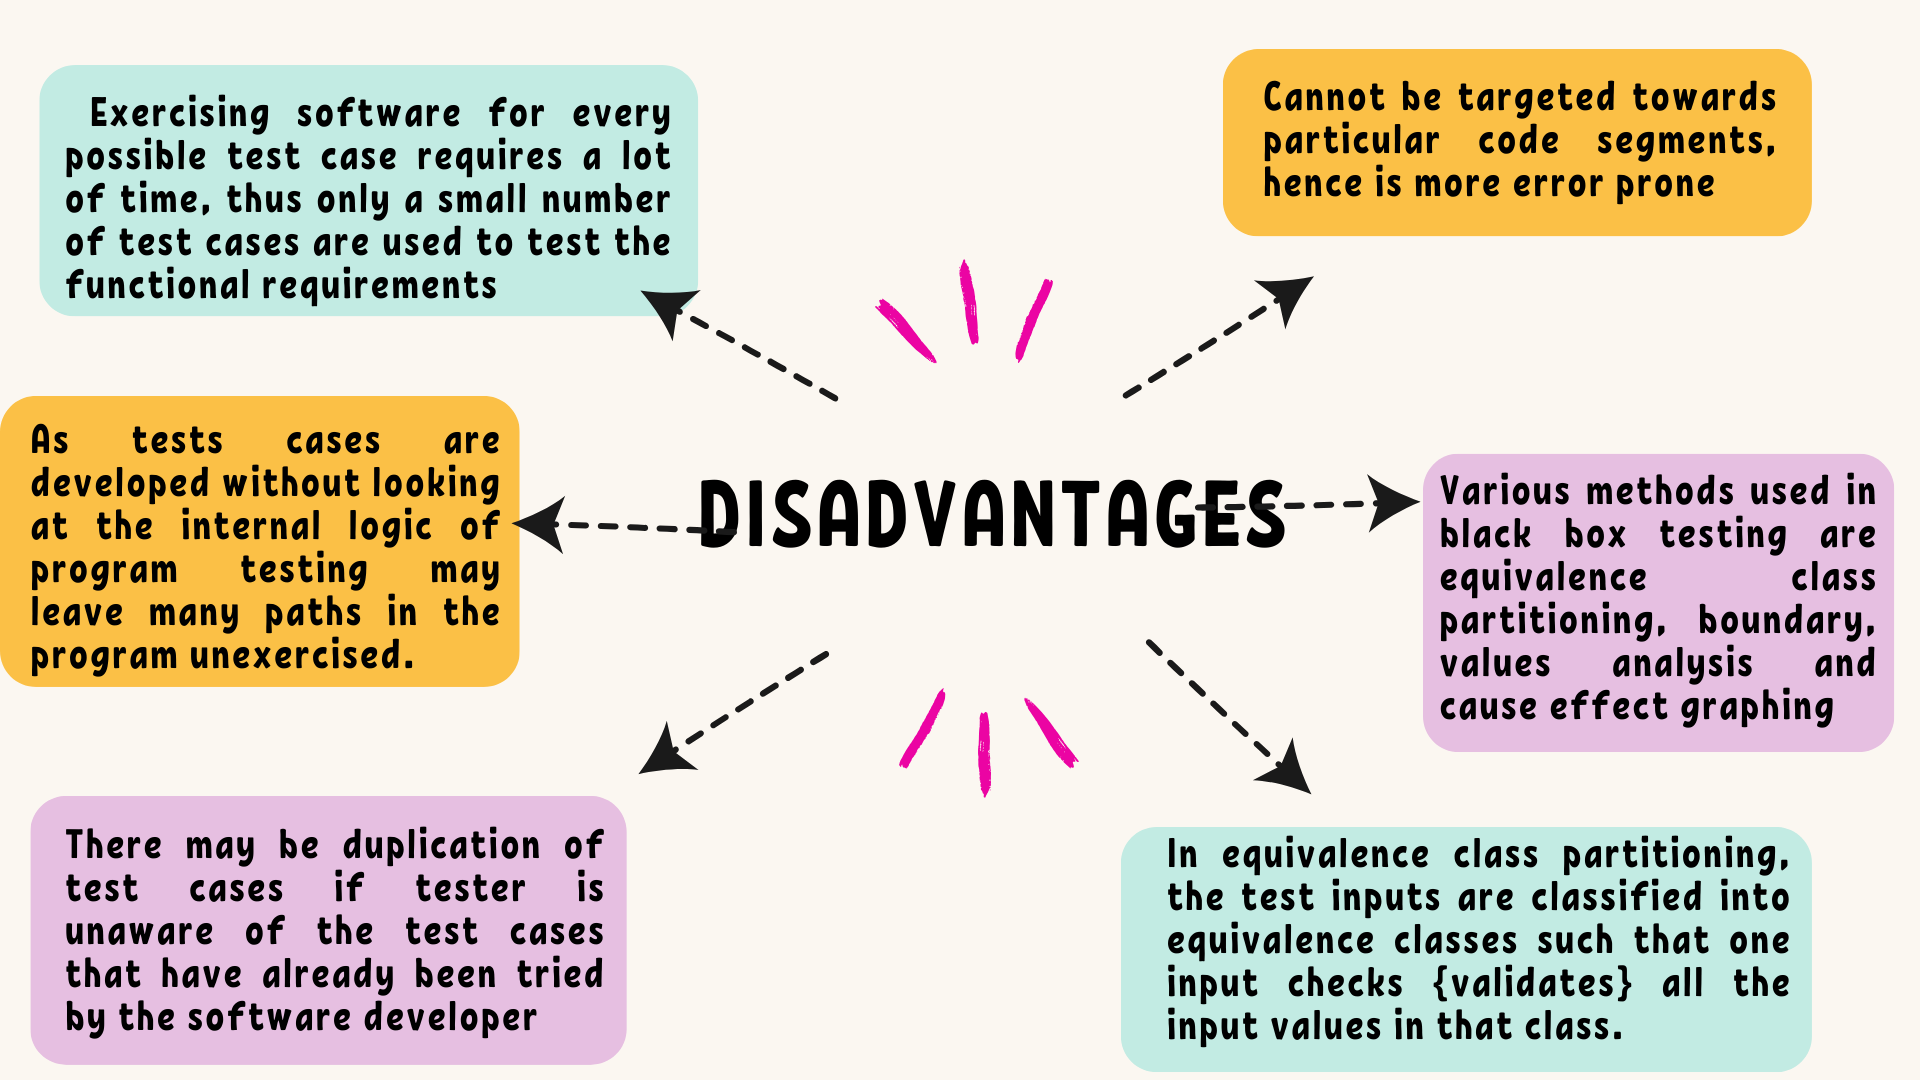 Exercising software for every
possible test case requires a lot
of time, thus only a small number
of test cases are used to test the
functional requirements
Cannot be targeted towards
particular code segments,
hence is more error prone
As tests cases are
developed without looking
at the internal logic of
program testing may
leave many paths in the
program unexercised.
DISADVANTAGES
Various methods used in
black box testing are
equivalence class
partitioning, boundary,
values analysis and
cause effect graphing
There may be duplication of
test cases if tester is
unaware of the test cases
that have already been tried
by the software developer
In equivalence class partitioning,
the test inputs are classified into
equivalence classes such that one
input checks {validates} all the
input values in that class.